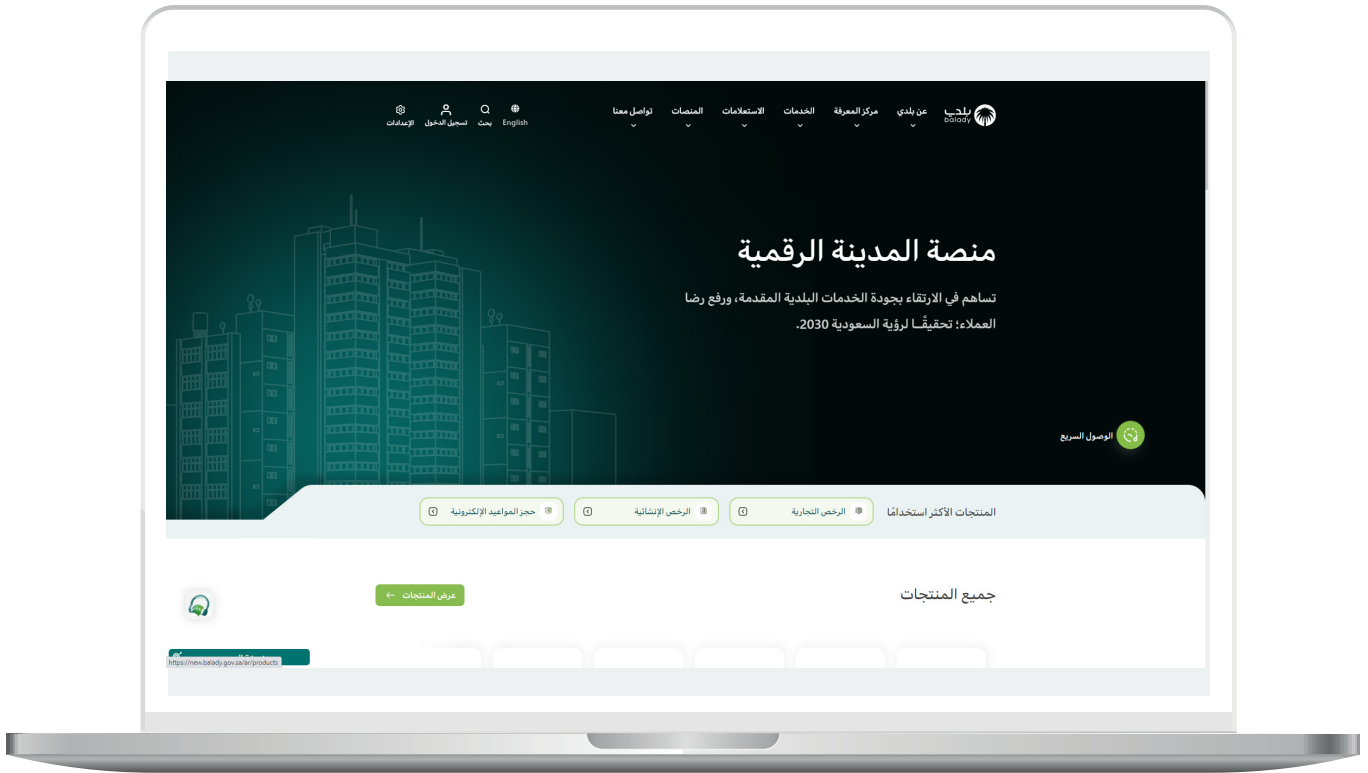 بلدي
balady
عن بلدي
مركز المعرفة
الخدمات
الاستعلامات
المنصات
تواصل معنا
English
بحث
تسجيل الدخول
الإعدادات
منصة المدينة الرقمية
تساهم في الارتقاء بجودة الخدمات البلدية المقدمة، ورفع رضا
العملاء؛ تحقيقًــا لرؤية السعودية 2030.
الوصول السريع
المنتجات الأكثر استخدامًا
الرخص التجارية
الرخص الإنشائية
حجز المواعيد الإلكترونية
جميع المنتجات
عرض المنتجات
https://new.balady.gov.sa/ar/products